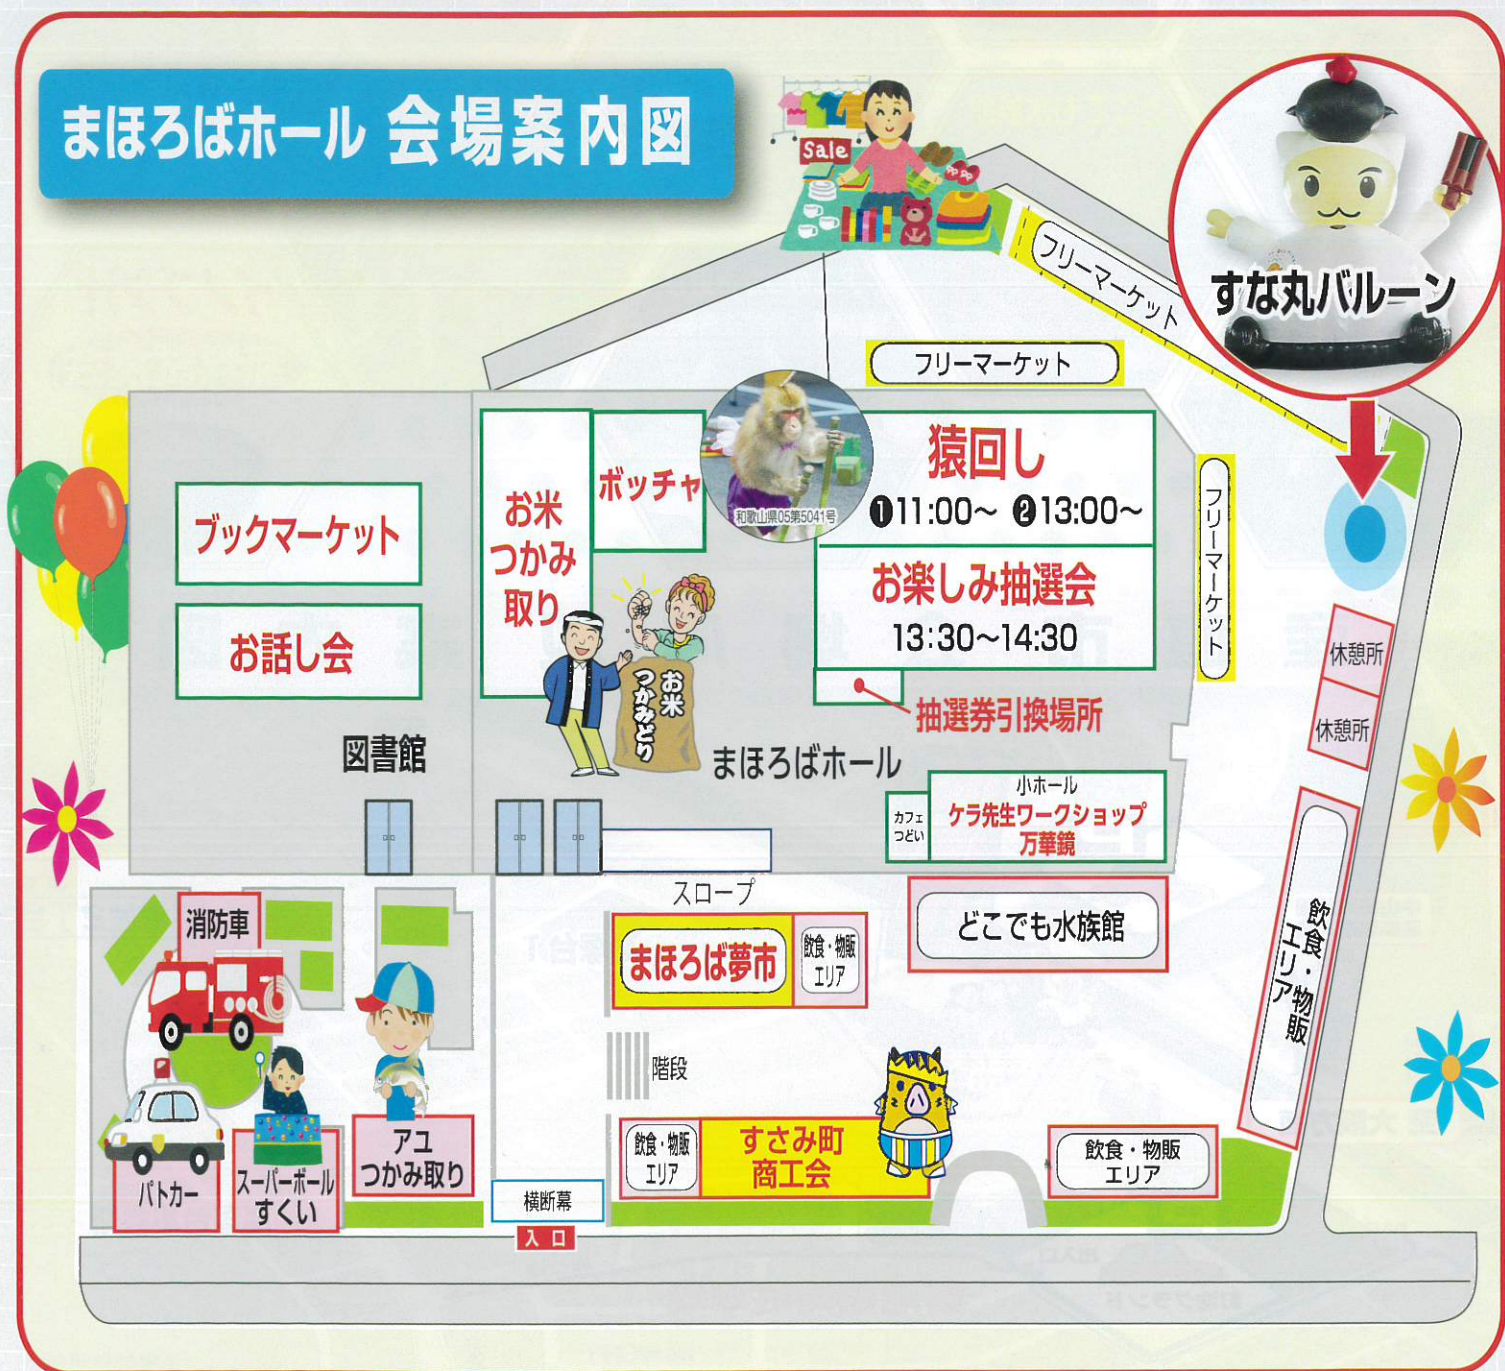 まほろばホール 会場案内図
Sale
フリーマーケット
すな丸バルーン
フリーマーケット
フリーマーケット
ブックマーケット
お話し会
図書館
お米
つかみ
取り
ボッチャ
和歌山県05第5041号
猿回し
❶11:00～ ❷13:00～
お楽しみ抽選会
13:30～14:30
抽選券引換場所
お米
つかみどり
まほろばホール
カフェ
つどい
小ホール
ケラ先生ワークショップ
万華鏡
休憩所
休憩所
スロープ
消防車
まほろば夢市
飲食・物販
エリア
どこでも水族館
飲食・物販
エリア
階段
パトカー
スーパーボール
すくい
アユ
つかみ取り
横断幕
入口
飲食・物販
エリア
すさみ町
商工会
飲食・物販
エリア